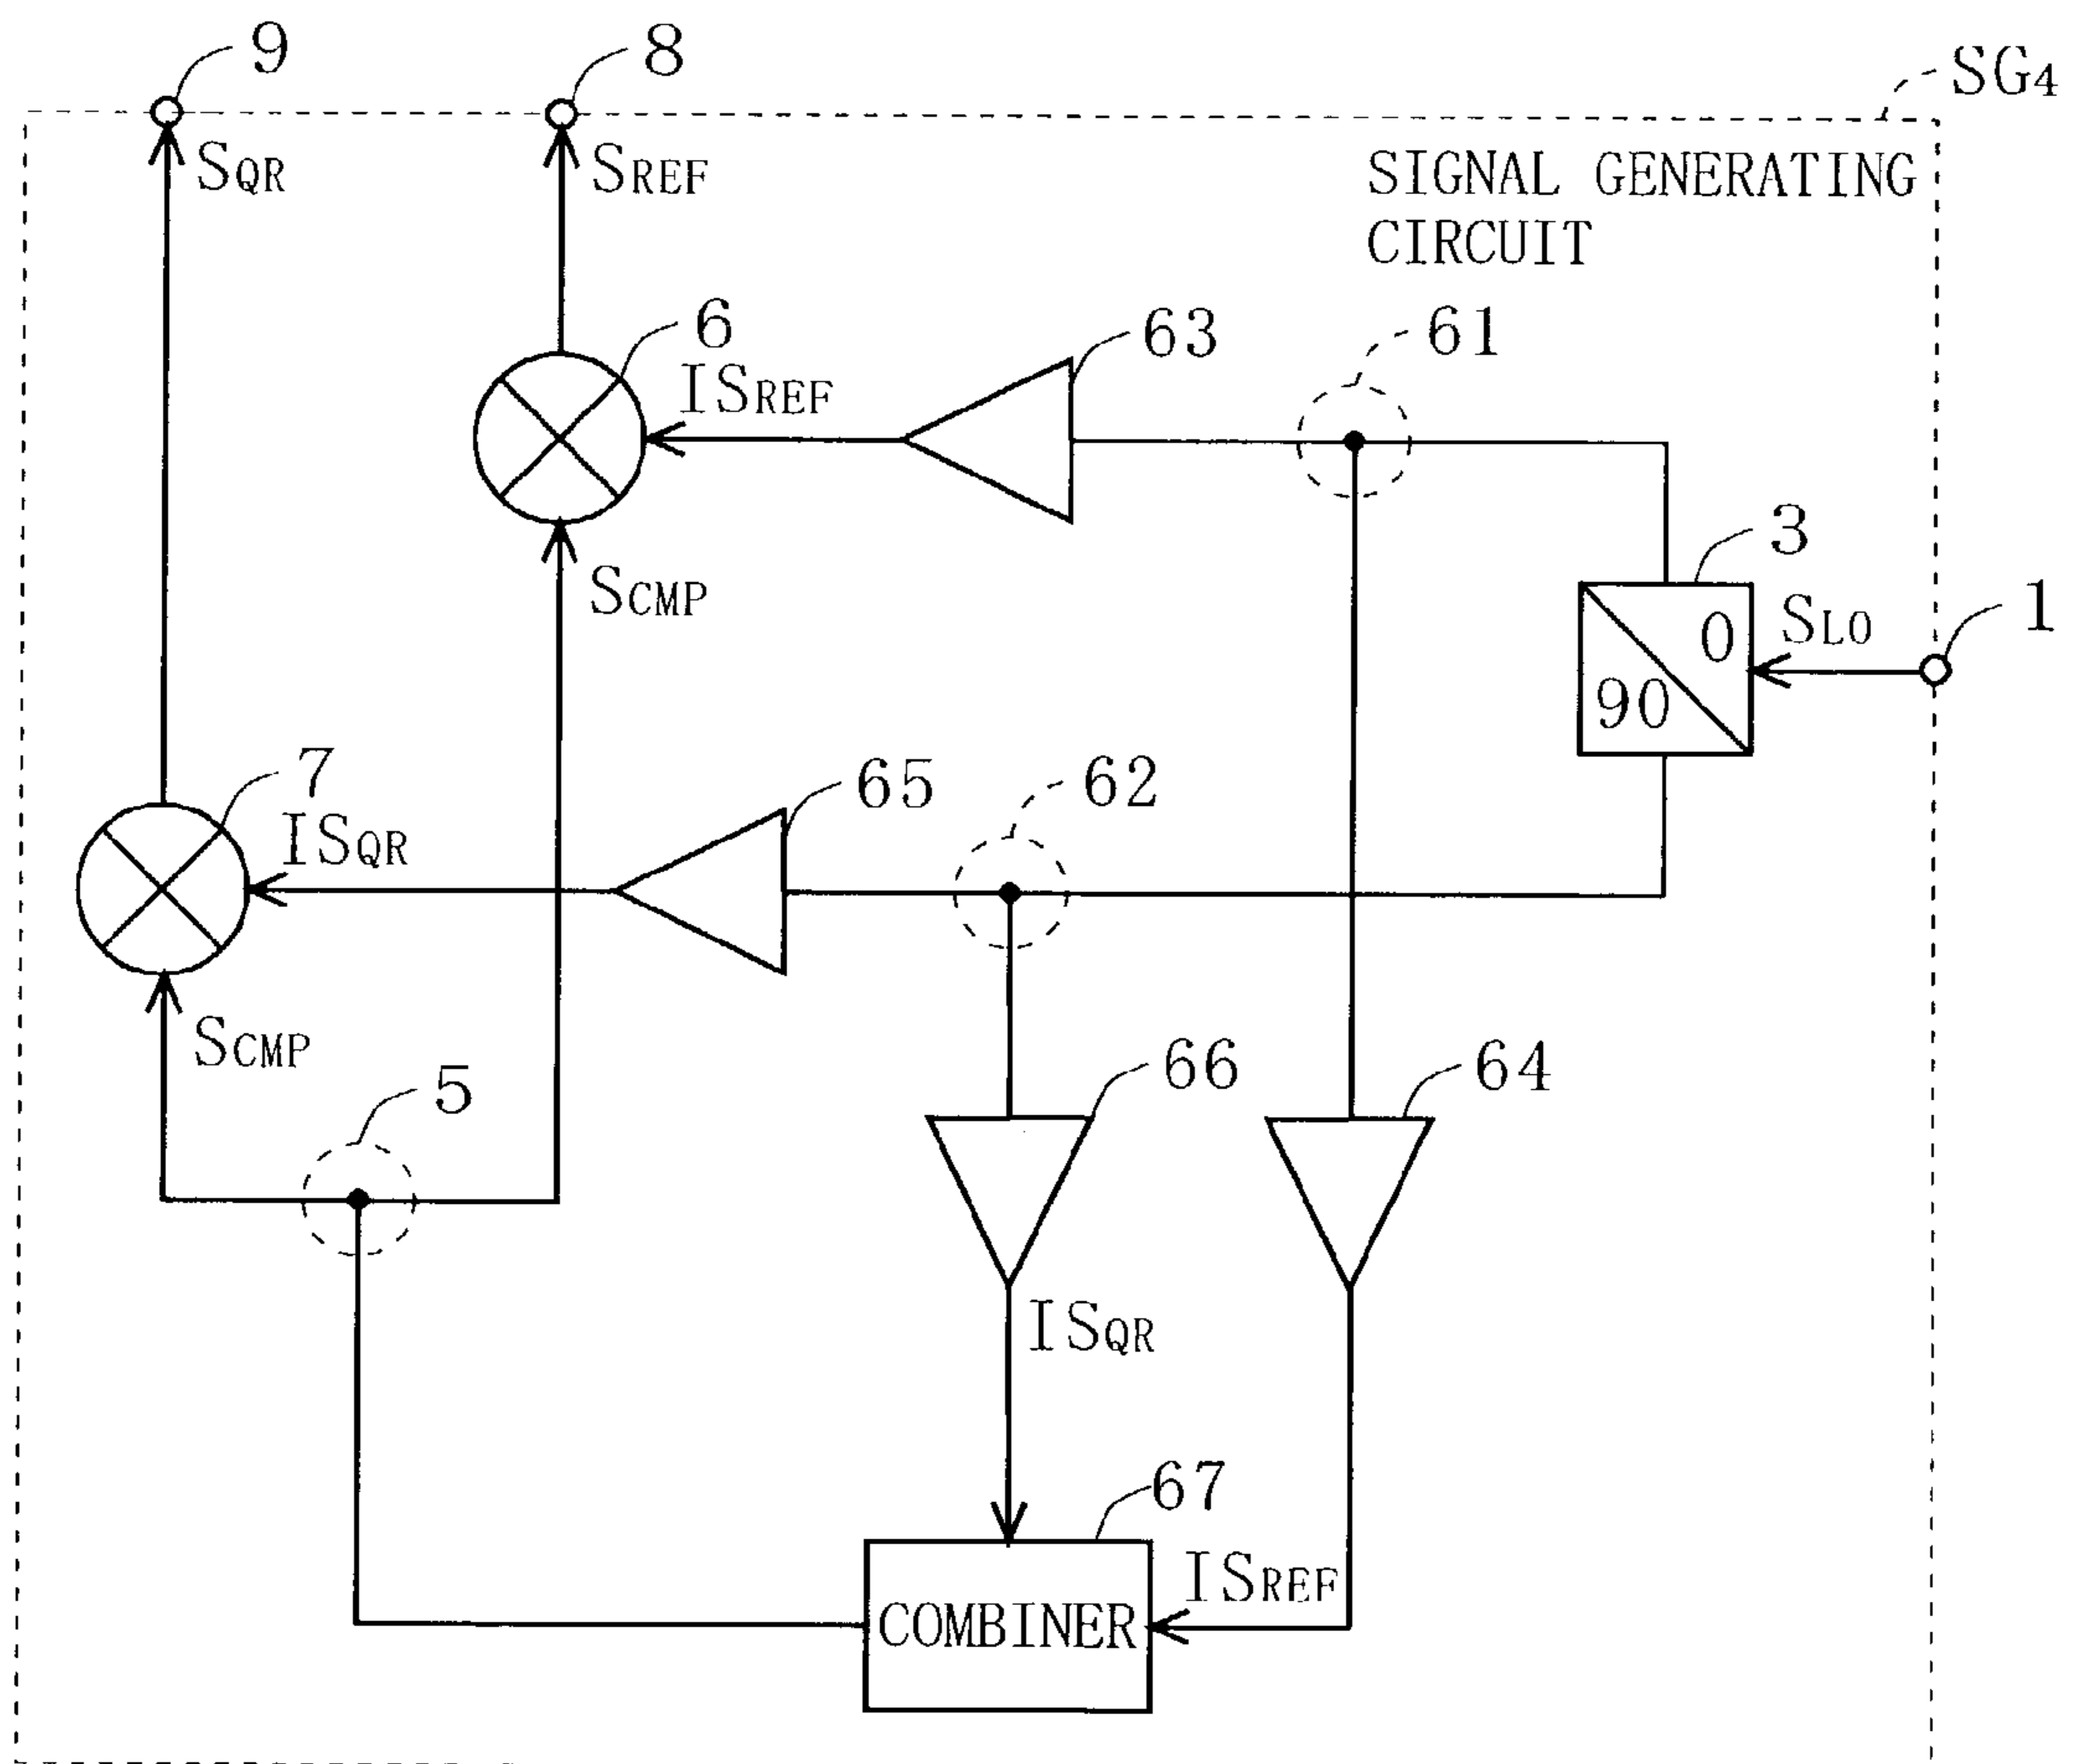 9
8
SG4
SQR
SREF
SIGNAL GENERATING
CIRCUIT
6
63
61
ISREF
3
SCMP
0
90
SLO
1
7
65
62
ISQR
SCMP
5
66
64
ISQR
67
ISREF
COMBINER